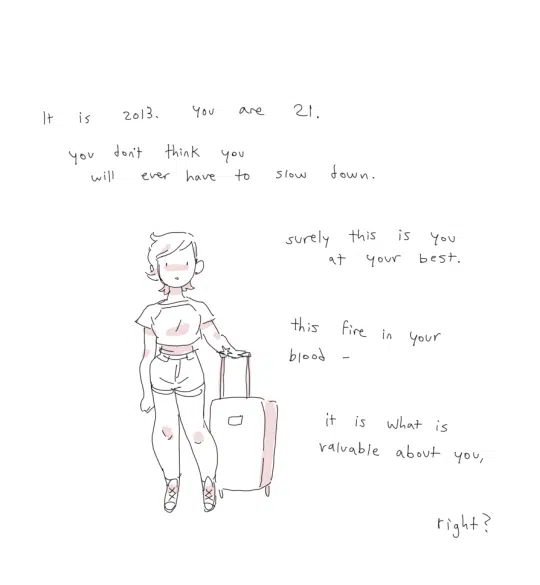 It is 2013. you are 21.
you don't think you
will ever have to slow down.
surely this is you
at your best.
this fire in your
blood –
it is what is
valuable about you,
right?